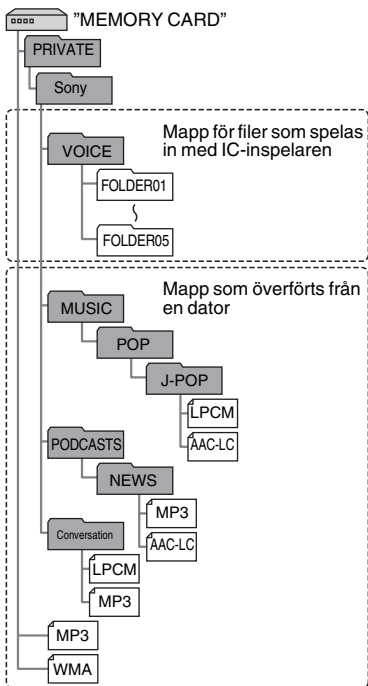 "MEMORY CARD"
PRIVATE
Sony
Mapp för filer som spelas
in med IC-inspelaren
VOICE
FOLDER01
FOLDER05
Mapp som överförts från
en dator
MUSIC
POP
J-POP
LPCM
AAC-LC
PODCASTS
NEWS
MP3
AAC-LC
Conversation
LPCM
MP3
MP3
WMA